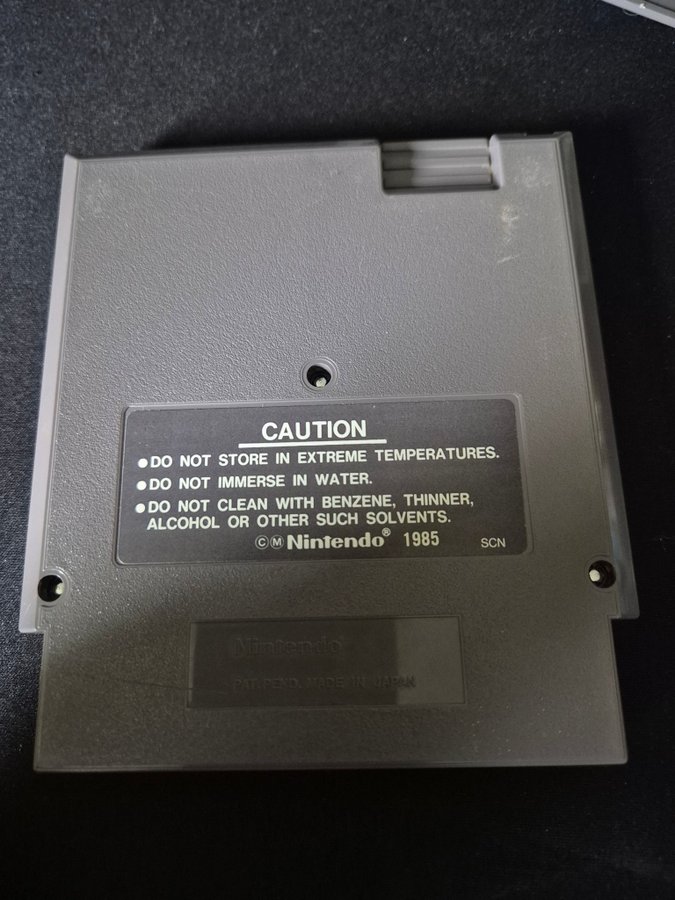 CAUTION
●DO NOT STORE IN EXTREME TEMPERATURES.
●DO NOT IMMERSE IN WATER.
●DO NOT CLEAN WITH BENZENE, THINNER,
ALCOHOL OR OTHER SUCH SOLVENTS.
©Ⓜ Nintendo® 1985 SCN
Nintendo
PAT. PEND. MADE IN JAPAN